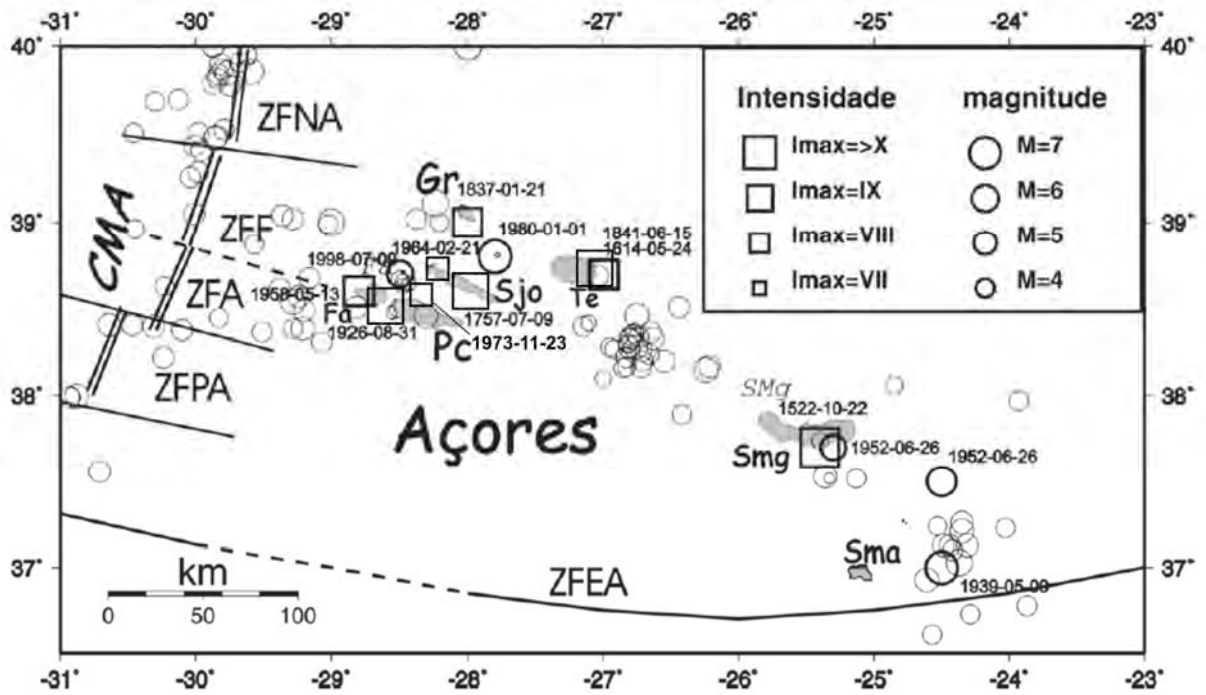 -31° -30° -29° -28° -27° -26° -25° -24° -23°
40° 40°
Intensidade magnitude
Imax=>X M=7
Imax=IX M=6
Imax=VIII M=5
Imax=VII M=4
ZFNA
39° 39°
CMA
Gr
1837-01-21
ZFF
1980-01-01
1841-06-15
1614-05-24
1964-02-21
1998-07-09
ZFA
1958-05-13
Fa
Sjo
Te
1926-08-31
1757-07-09
Pc
1973-11-23
ZFPA
38° 38°
SMg
1522-10-22
Açores
Smg
1952-06-26
1952-06-26
37° 37°
Sma
km
ZFEA
0 50 100
-31° -30° -29° -28° -27° -26° -25° -24° -23°